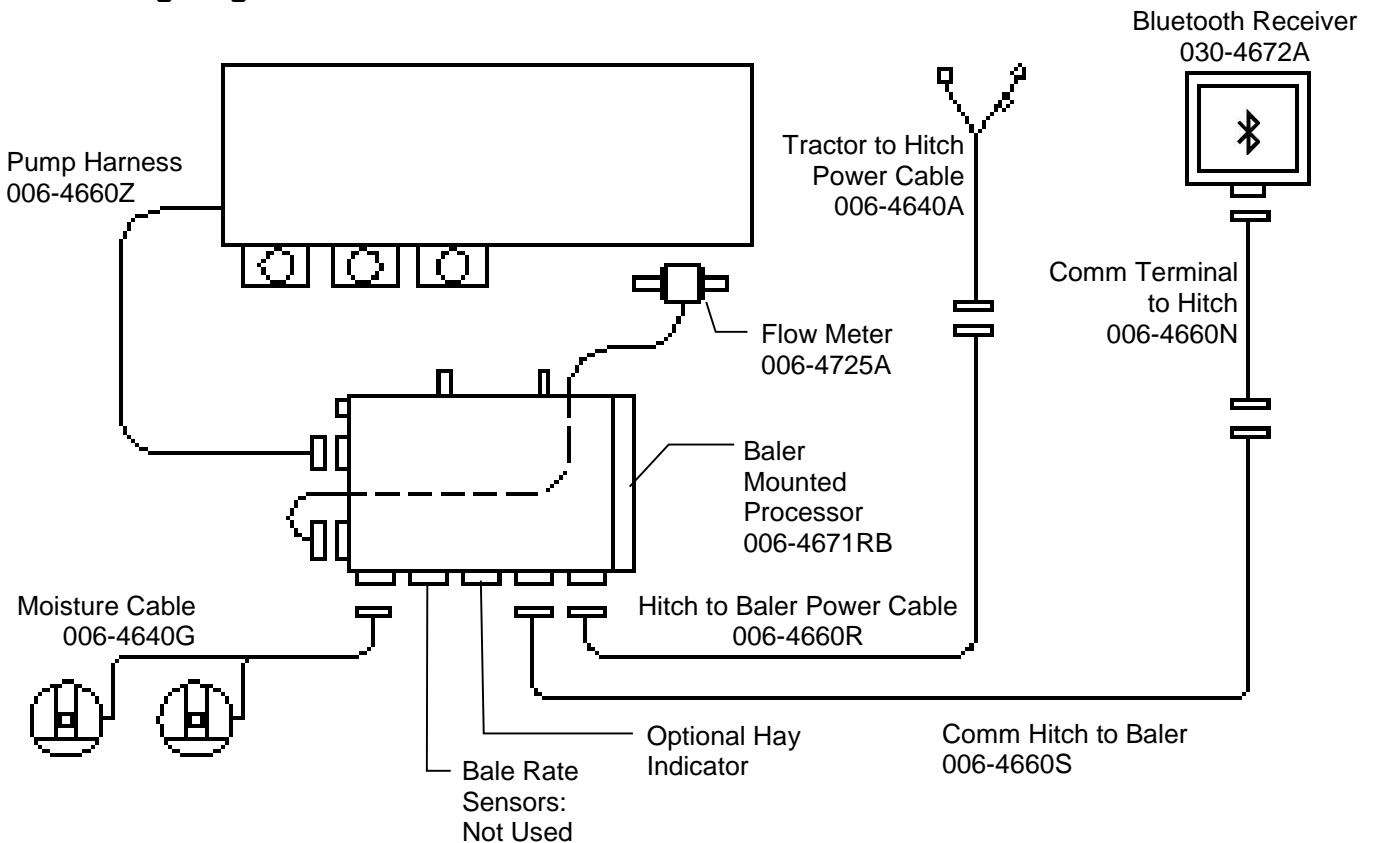 Bluetooth Receiver
030-4672A
Pump Harness
006-4660Z
Tractor to Hitch
Power Cable
006-4640A
Comm Terminal
to Hitch
006-4660N
Flow Meter
006-4725A
Baler
Mounted
Processor
006-4671RB
Moisture Cable
006-4640G
Hitch to Baler Power Cable
006-4660R
Optional Hay
Indicator
Comm Hitch to Baler
006-4660S
Bale Rate
Sensors:
Not Used